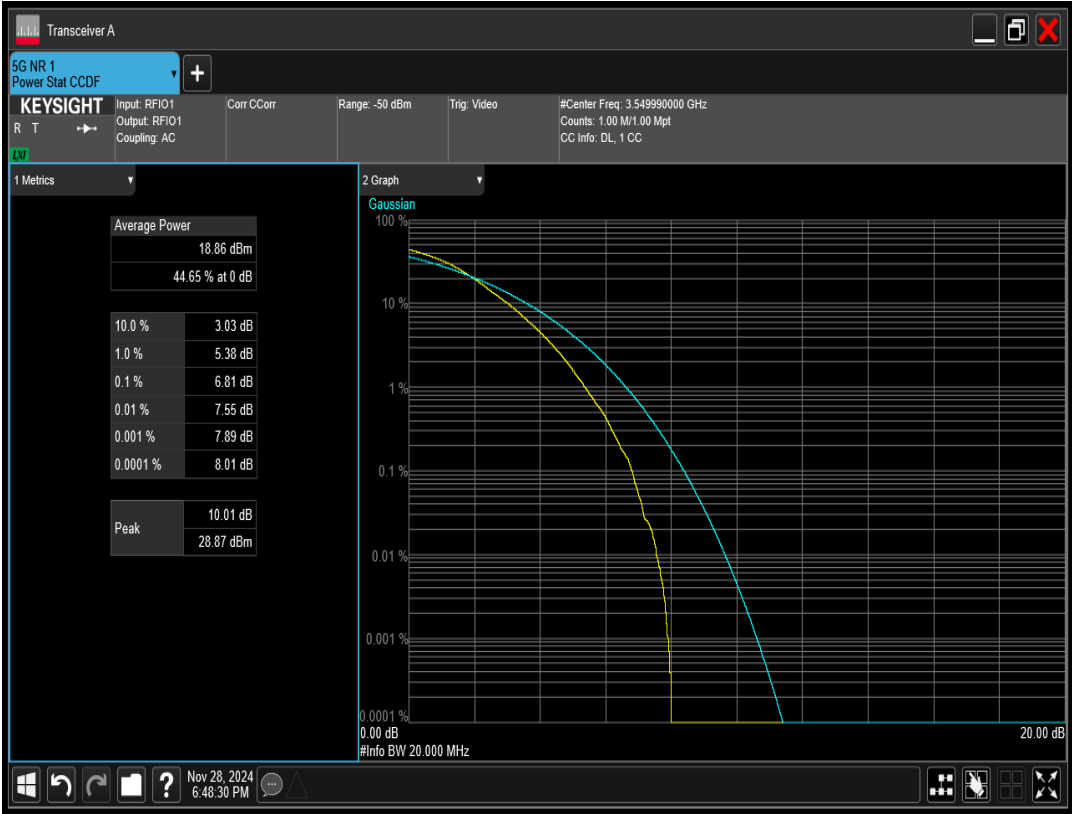 Transceiver A
5G NR 1
Power Stat CCDF
KEYSIGHT
R T
LXI
Input: RFIO1
Output: RFIO1
Coupling: AC
Corr CCorr
Range: -50 dBm
Trig: Video
#Center Freq: 3.549990000 GHz
Counts: 1.00 M/1.00 Mpt
CC Info: DL, 1 CC
1 Metrics
Average Power
18.86 dBm
44.65 % at 0 dB
10.0 % 3.03 dB
1.0 % 5.38 dB
0.1 % 6.81 dB
0.01 % 7.55 dB
0.001 % 7.89 dB
0.0001 % 8.01 dB
Peak
10.01 dB
28.87 dBm
2 Graph
Gaussian
100 %
10 %
1 %
0.1 %
0.01 %
0.001 %
0.0001 %
0.00 dB 20.00 dB
#Info BW 20.000 MHz
?
Nov 28, 2024
6:48:30 PM